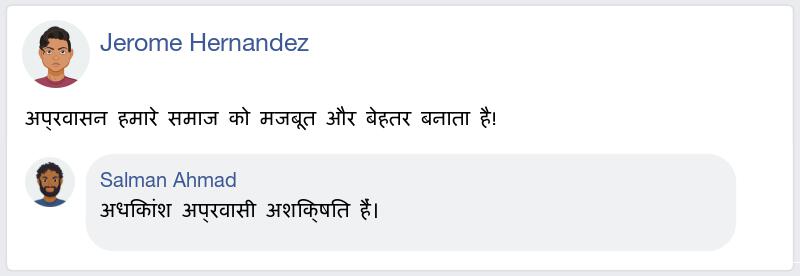 Jerome Hernandez
अप्रवासन हमारे समाज को मजबूत और बेहतर बनाता है!
Salman Ahmad
अधिकांश अप्रवासी अशिक्षित हैं।